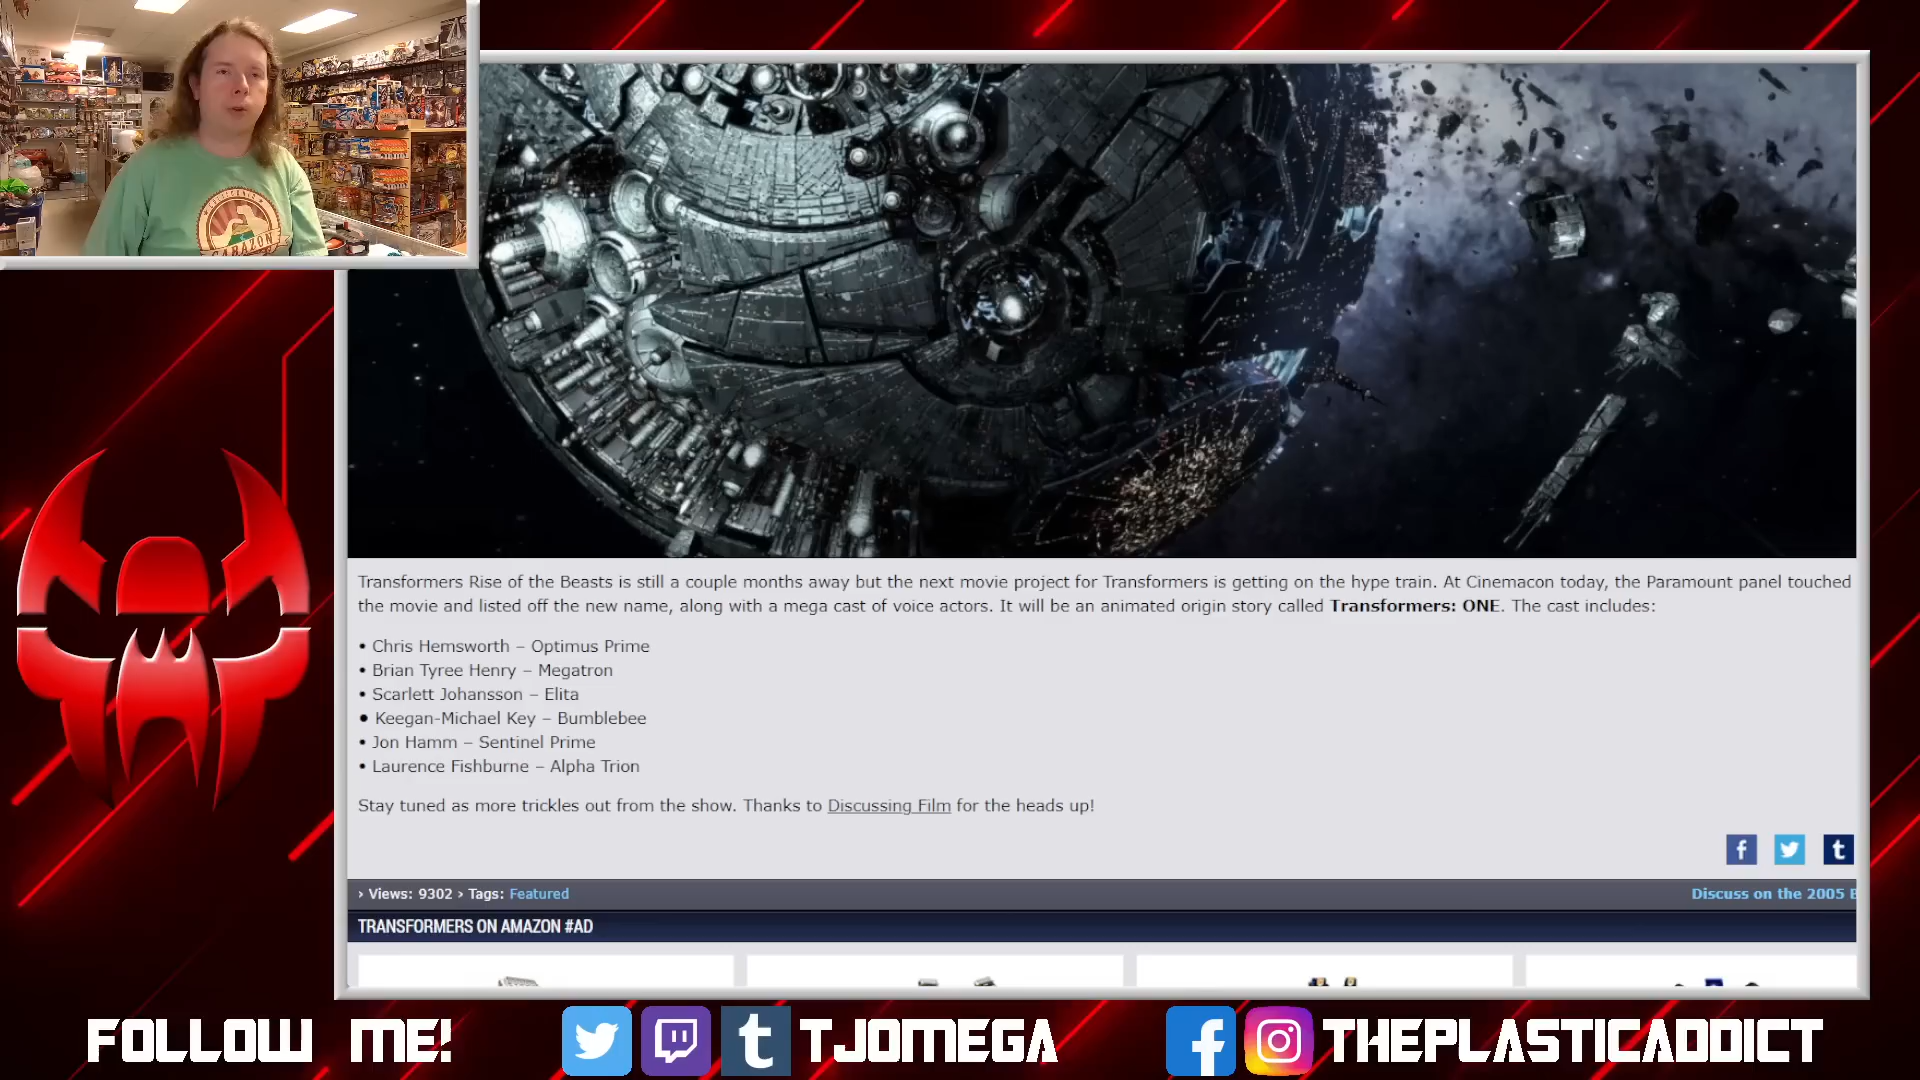 CABAZON
Transformers Rise of the Beasts is still a couple months away but the next movie project for Transformers is getting on the hype train. At Cinemacon today, the Paramount panel touched
the movie and listed off the new name, along with a mega cast of voice actors. It will be an animated origin story called Transformers: ONE. The cast includes:
• Chris Hemsworth – Optimus Prime
• Brian Tyree Henry – Megatron
• Scarlett Johansson – Elita
• Keegan-Michael Key – Bumblebee
• Jon Hamm – Sentinel Prime
• Laurence Fishburne – Alpha Trion
Stay tuned as more trickles out from the show. Thanks to Discussing Film for the heads up!
› Views: 9302 › Tags: Featured
Discuss on the 2005 B
TRANSFORMERS ON AMAZON #AD
FOLLOW ME! TJOMEGA THEPLASTICADDICT